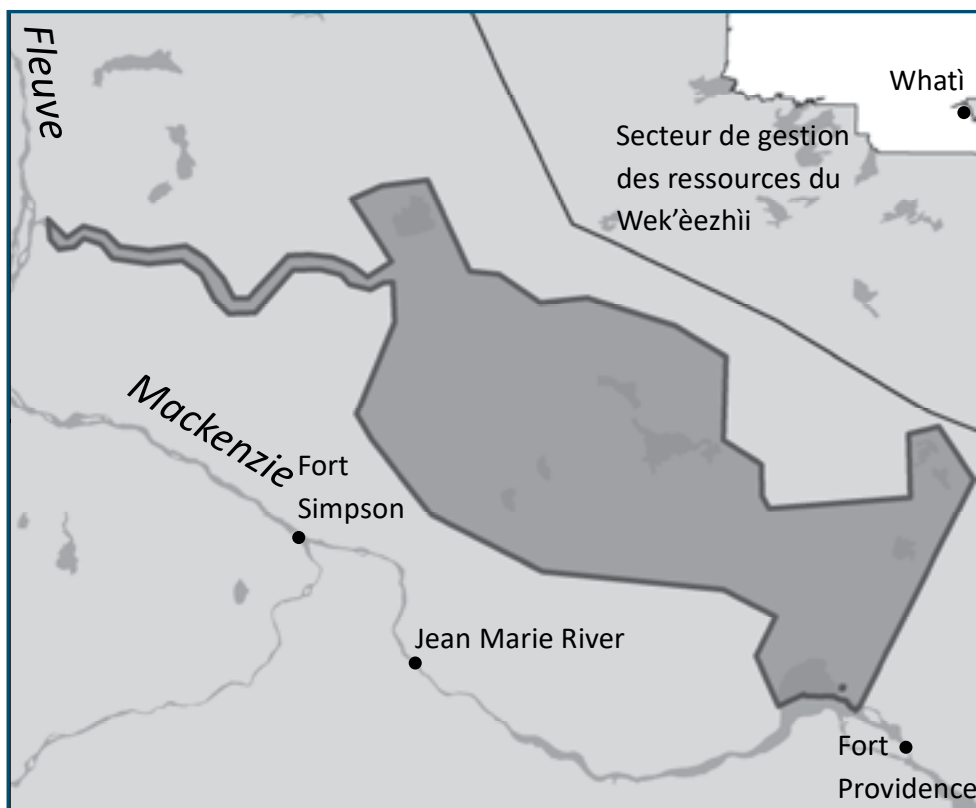 Fleuve
Whatì
Secteur de gestion
des ressources du
Wek'èezhìi
Mackenzie
Fort
Simpson
Jean Marie River
Fort
Providence